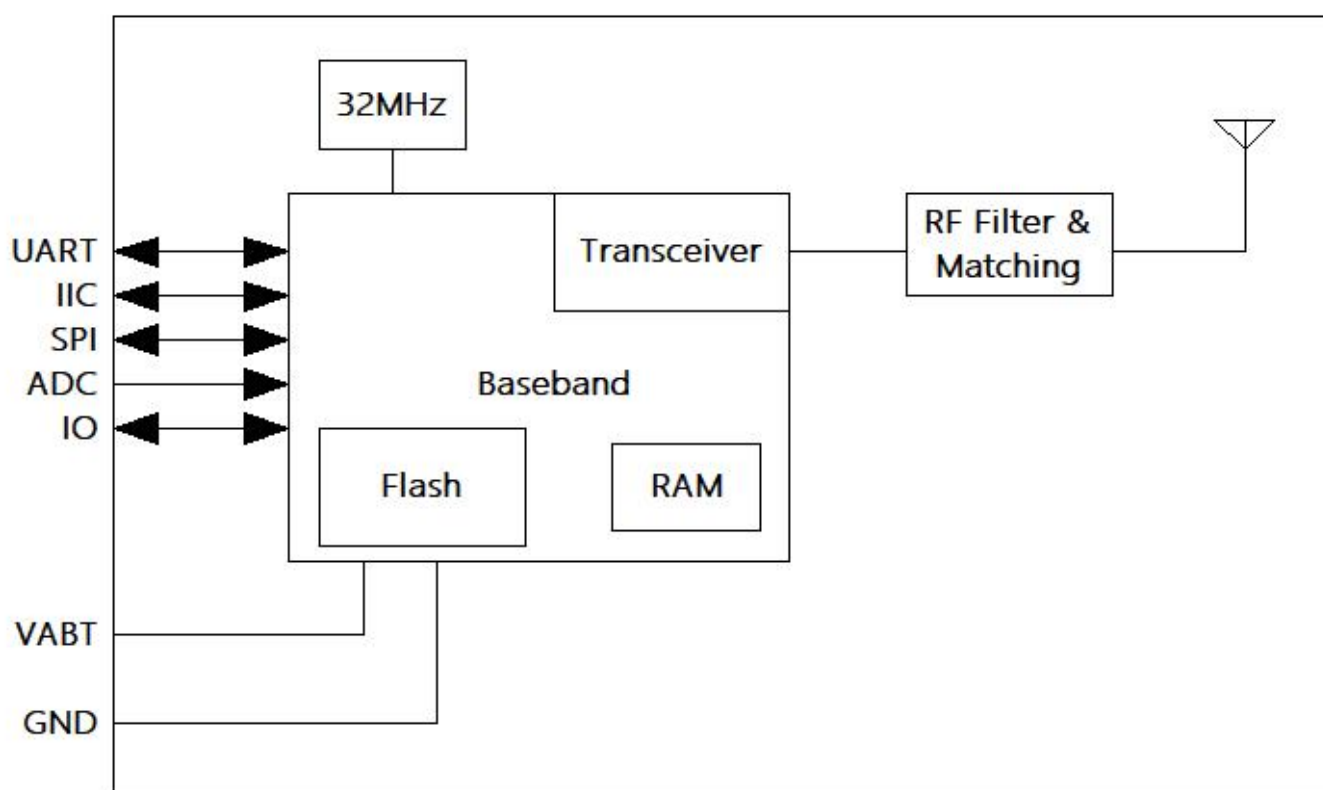 32MHz
UART
IIC
SPI
ADC
IO
Transceiver
RF Filter &
Matching
Baseband
Flash
RAM
VABT
GND